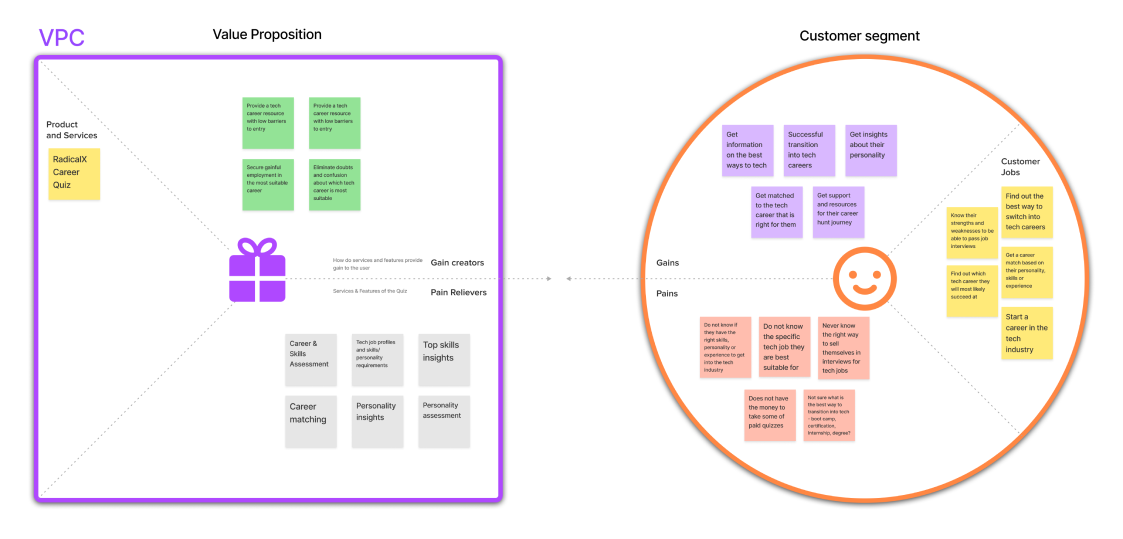 VPC
Value Proposition
Product
and Services
RadicalX
Career
Quiz
Provide a tech
career resource
with low barriers
to entry
Provide a tech
career resource
with low barriers
to entry
Secure gainful
employment in
the most suitable
career
Eliminate doubts
and confusion
about which tech
career is most
suitable
How do services and features provide
gain to the user
Gain creators
Services & Features of the Quiz
Pain Relievers
Career &
Skills
Assessment
Tech job profiles
and skills/
personality
requirements
Top skills
insights
Career
matching
Personality
insights
Personality
assessment
Customer segment
Get
information
on the best
ways to tech
Successful
transition
into tech
careers
Get insights
about their
personality
Get matched
to the tech
career that is
right for them
Get support
and resources
for their career
hunt journey
Customer
Jobs
Find out the
best way to
switch into
tech careers
Know their
strengths and
weaknesses to be
able to pass job
interviews
Get a career
match based on
their personality,
skills or
experience
Find out which
tech career they
will most likely
succeed at
Start a
career in the
tech
industry
Gains
Pains
Do not know if
they have the
right skills,
personality or
experience to get
into the tech
industry
Do not know
the specific
tech job they
are best
suitable for
Never know
the right way
to sell
themselves in
interviews for
tech jobs
Does not have
the money to
take some of
paid quizzes
Not sure what is
the best way to
transition into tech
- boot camp,
certification,
internship, degree?